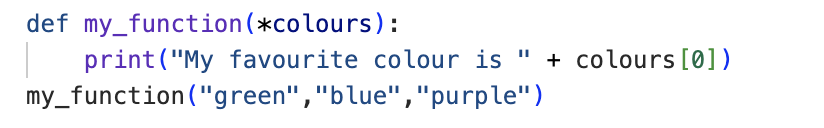 def my_function(*colours):
    print("My favourite colour is " + colours[0])
my_function("green","blue","purple")